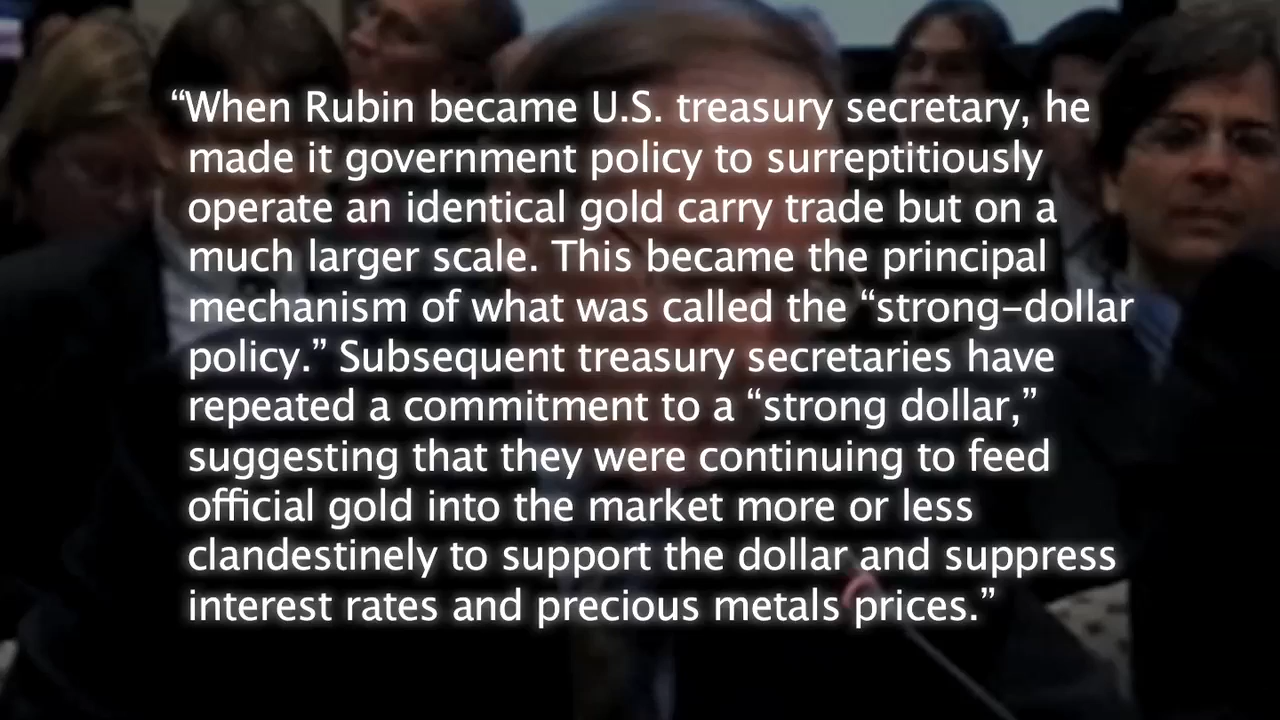 “When Rubin became U.S. treasury secretary, he
made it government policy to surreptitiously
operate an identical gold carry trade but on a
much larger scale. This became the principal
mechanism of what was called the “strong–dollar
policy.” Subsequent treasury secretaries have
repeated a commitment to a “strong dollar,”
suggesting that they were continuing to feed
official gold into the market more or less
clandestinely to support the dollar and suppress
interest rates and precious metals prices.”